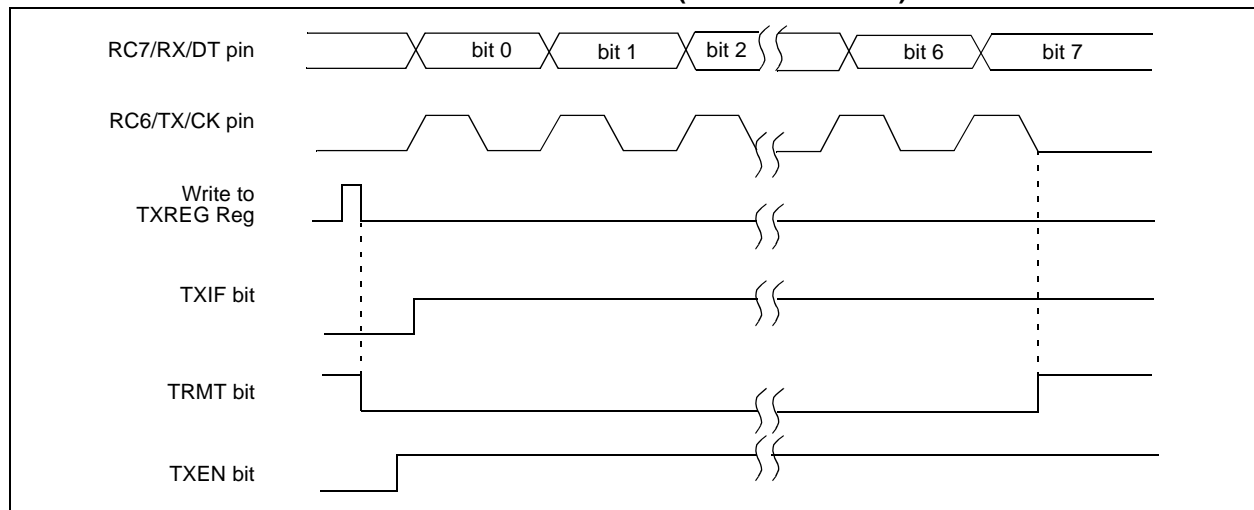 RC7/RX/DT pin
bit 0 bit 1 bit 2 bit 6 bit 7
RC6/TX/CK pin
Write to
TXREG Reg
TXIF bit
TRMT bit
TXEN bit